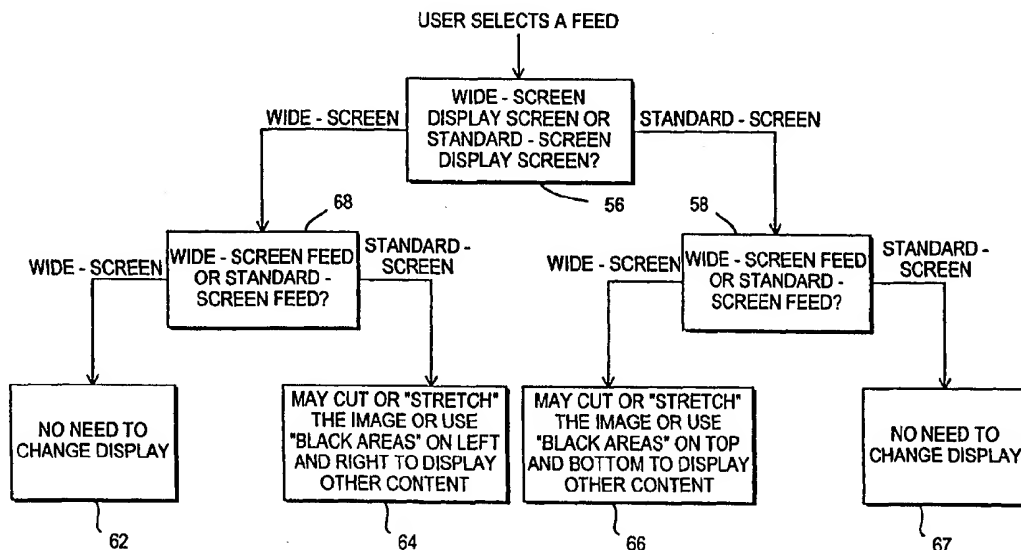 USER SELECTS A FEED
WIDE - SCREEN
DISPLAY SCREEN OR
STANDARD - SCREEN
DISPLAY SCREEN?
WIDE - SCREEN
STANDARD - SCREEN
56
68
WIDE - SCREEN FEED
OR STANDARD -
SCREEN FEED?
WIDE - SCREEN
STANDARD -
SCREEN
58
WIDE - SCREEN FEED
OR STANDARD -
SCREEN FEED?
WIDE - SCREEN
STANDARD -
SCREEN
NO NEED TO
CHANGE DISPLAY
62
MAY CUT OR "STRETCH"
THE IMAGE OR USE
"BLACK AREAS" ON LEFT
AND RIGHT TO DISPLAY
OTHER CONTENT
64
MAY CUT OR "STRETCH"
THE IMAGE OR USE
"BLACK AREAS" ON TOP
AND BOTTOM TO DISPLAY
OTHER CONTENT
66
NO NEED TO
CHANGE DISPLAY
67